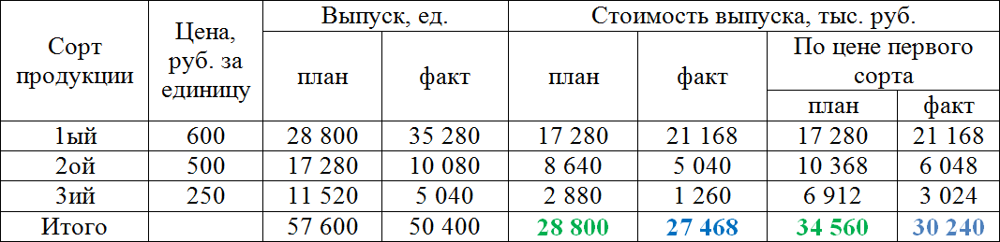 Сорт продукции
Цена, руб. за единицу
Выпуск, ед.
Стоимость выпуска, тыс. руб.
план
факт
план
факт
По цене первого сорта
план
факт
1ый 600 28 800 35 280 17 280 21 168 17 280 21 168
2ой 500 17 280 10 080 8 640 5 040 10 368 6 048
3ий 250 11 520 5 040 2 880 1 260 6 912 3 024
Итого 57 600 50 400 28 800 27 468 34 560 30 240